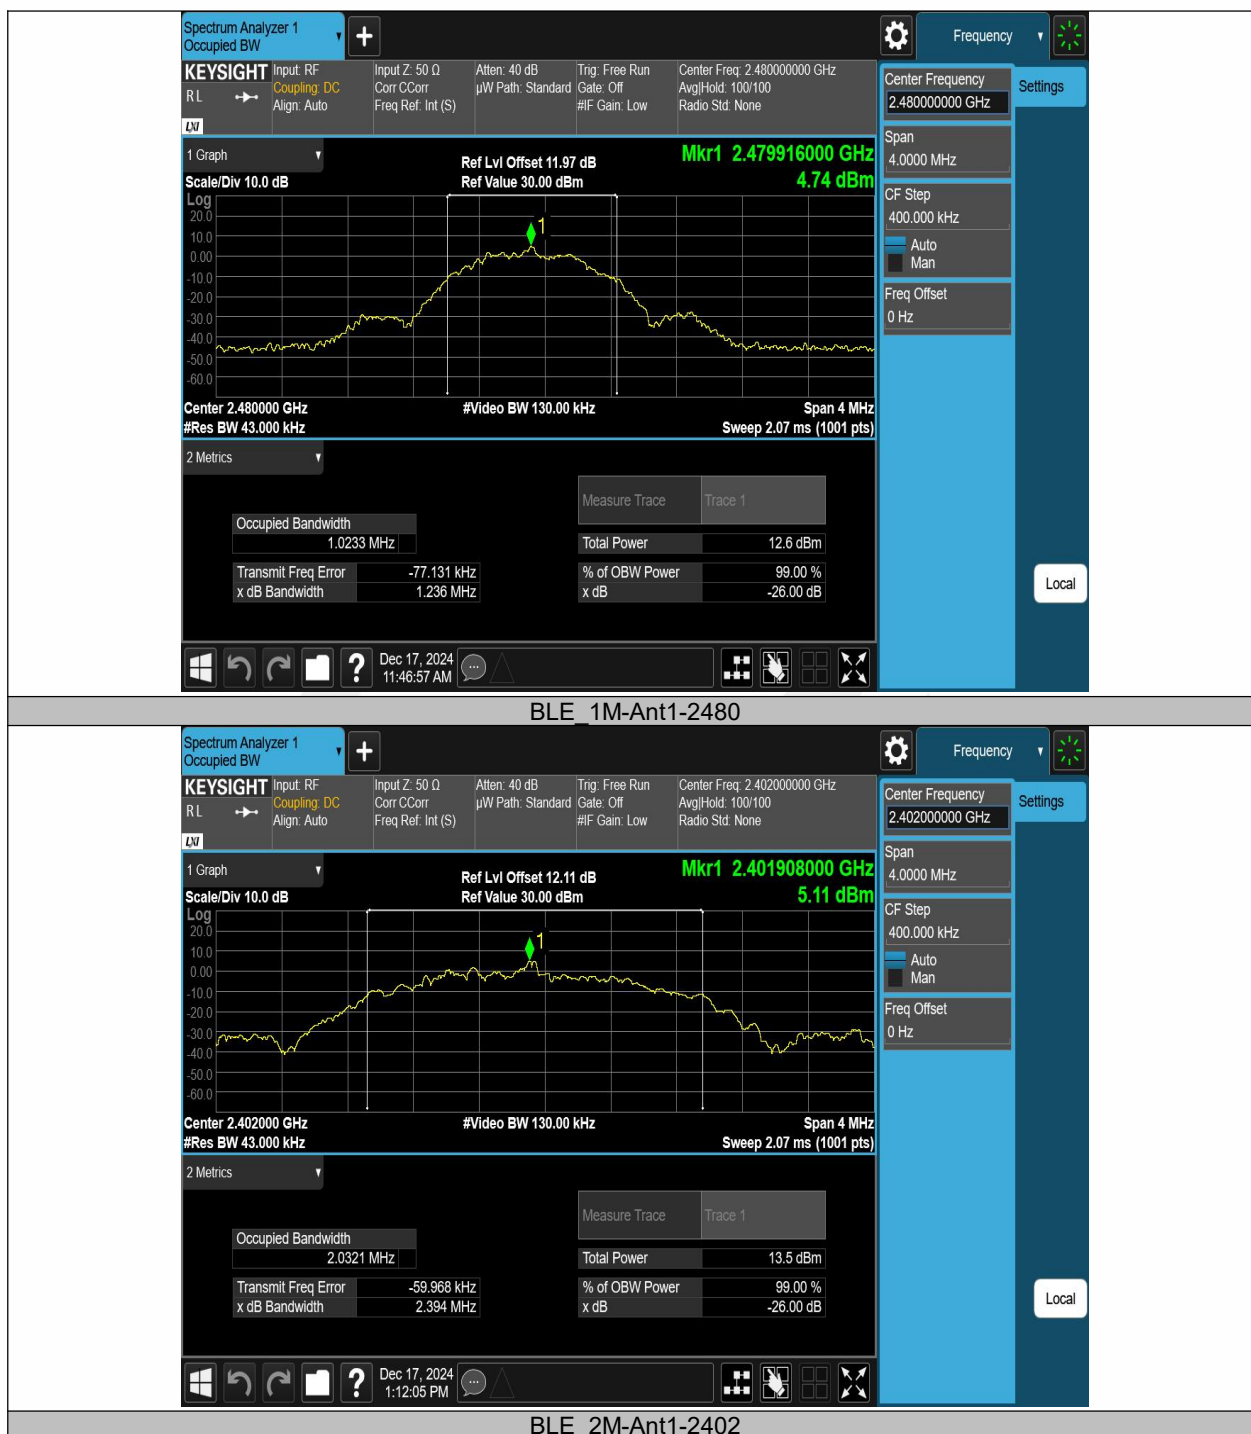 Spectrum Analyzer 1
Occupied BW
Frequency
KEYSIGHT
RL
LXI
Input: RF
Coupling: DC
Align: Auto
Input Z: 50 Ω
Corr CCorr
Freq Ref: Int (S)
Atten: 40 dB
µW Path: Standard
Trig: Free Run
Gate: Off
#IF Gain: Low
Center Freq: 2.480000000 GHz
Avg|Hold: 100/100
Radio Std: None
Center Frequency
2.480000000 GHz
Settings
Span
4.0000 MHz
CF Step
400.000 kHz
Auto
Man
Freq Offset
0 Hz
Local
1 Graph
Scale/Div 10.0 dB
Ref Lvl Offset 11.97 dB
Ref Value 30.00 dBm
Mkr1 2.479916000 GHz
4.74 dBm
Log
20.0
10.0
0.00
-10.0
-20.0
-30.0
-40.0
-50.0
-60.0
1
Center 2.480000 GHz
#Res BW 43.000 kHz
#Video BW 130.00 kHz
Span 4 MHz
Sweep 2.07 ms (1001 pts)
2 Metrics
Measure Trace Trace 1
Occupied Bandwidth
1.0233 MHz
Total Power 12.6 dBm
Transmit Freq Error -77.131 kHz
% of OBW Power 99.00 %
x dB Bandwidth 1.236 MHz
x dB -26.00 dB
?
Dec 17, 2024
11:46:57 AM
BLE_1M-Ant1-2480
Spectrum Analyzer 1
Occupied BW
Frequency
KEYSIGHT
RL
LXI
Input: RF
Coupling: DC
Align: Auto
Input Z: 50 Ω
Corr CCorr
Freq Ref: Int (S)
Atten: 40 dB
µW Path: Standard
Trig: Free Run
Gate: Off
#IF Gain: Low
Center Freq: 2.402000000 GHz
Avg|Hold: 100/100
Radio Std: None
Center Frequency
2.402000000 GHz
Settings
Span
4.0000 MHz
CF Step
400.000 kHz
Auto
Man
Freq Offset
0 Hz
Local
1 Graph
Scale/Div 10.0 dB
Ref Lvl Offset 12.11 dB
Ref Value 30.00 dBm
Mkr1 2.401908000 GHz
5.11 dBm
Log
20.0
10.0
0.00
-10.0
-20.0
-30.0
-40.0
-50.0
-60.0
1
Center 2.402000 GHz
#Res BW 43.000 kHz
#Video BW 130.00 kHz
Span 4 MHz
Sweep 2.07 ms (1001 pts)
2 Metrics
Measure Trace Trace 1
Occupied Bandwidth
2.0321 MHz
Total Power 13.5 dBm
Transmit Freq Error -59.968 kHz
% of OBW Power 99.00 %
x dB Bandwidth 2.394 MHz
x dB -26.00 dB
?
Dec 17, 2024
1:12:05 PM
BLE_2M-Ant1-2402